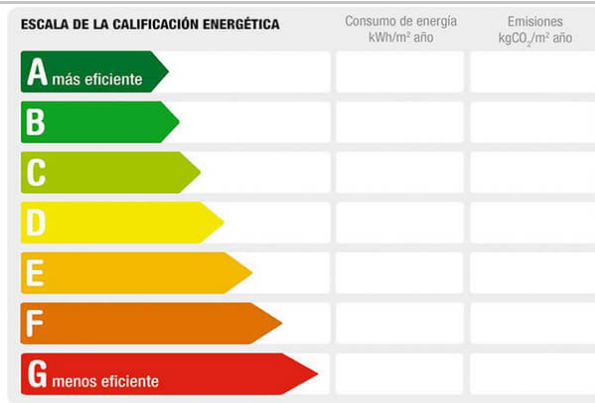 ESCALA DE LA CALIFICACIÓN ENERGÉTICA
Consumo de energía
kWh/m² año
Emisiones
kgCO₂/m² año
A más eficiente
B
C
D
E
F
G menos eficiente